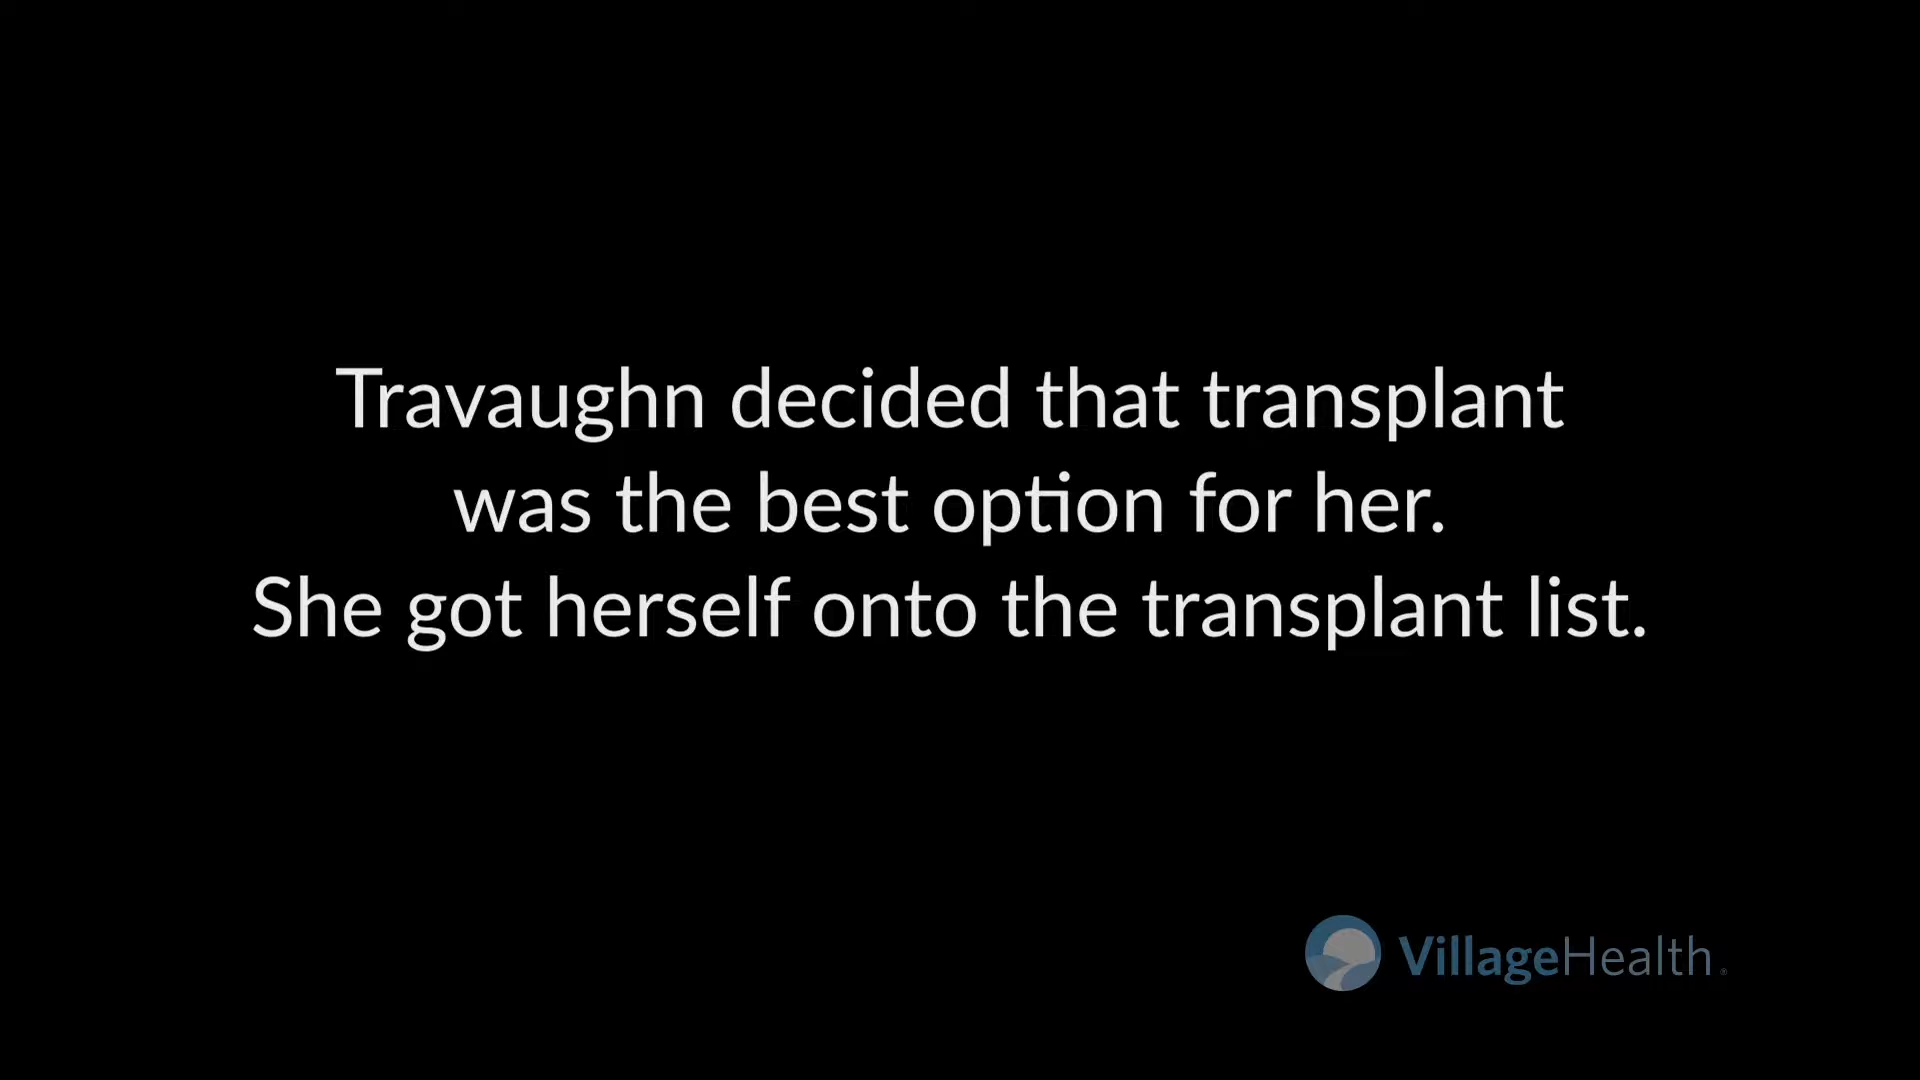 Travaughn decided that transplant
was the best option for her.
She got herself onto the transplant list.
VillageHealth®